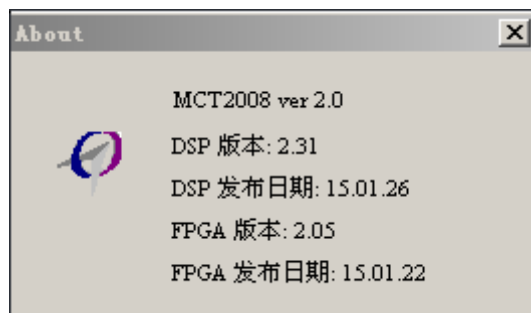 About
MCT2008 ver 2.0
DSP 版本: 2.31
DSP 发布日期: 15.01.26
FPGA 版本: 2.05
FPGA 发布日期: 15.01.22